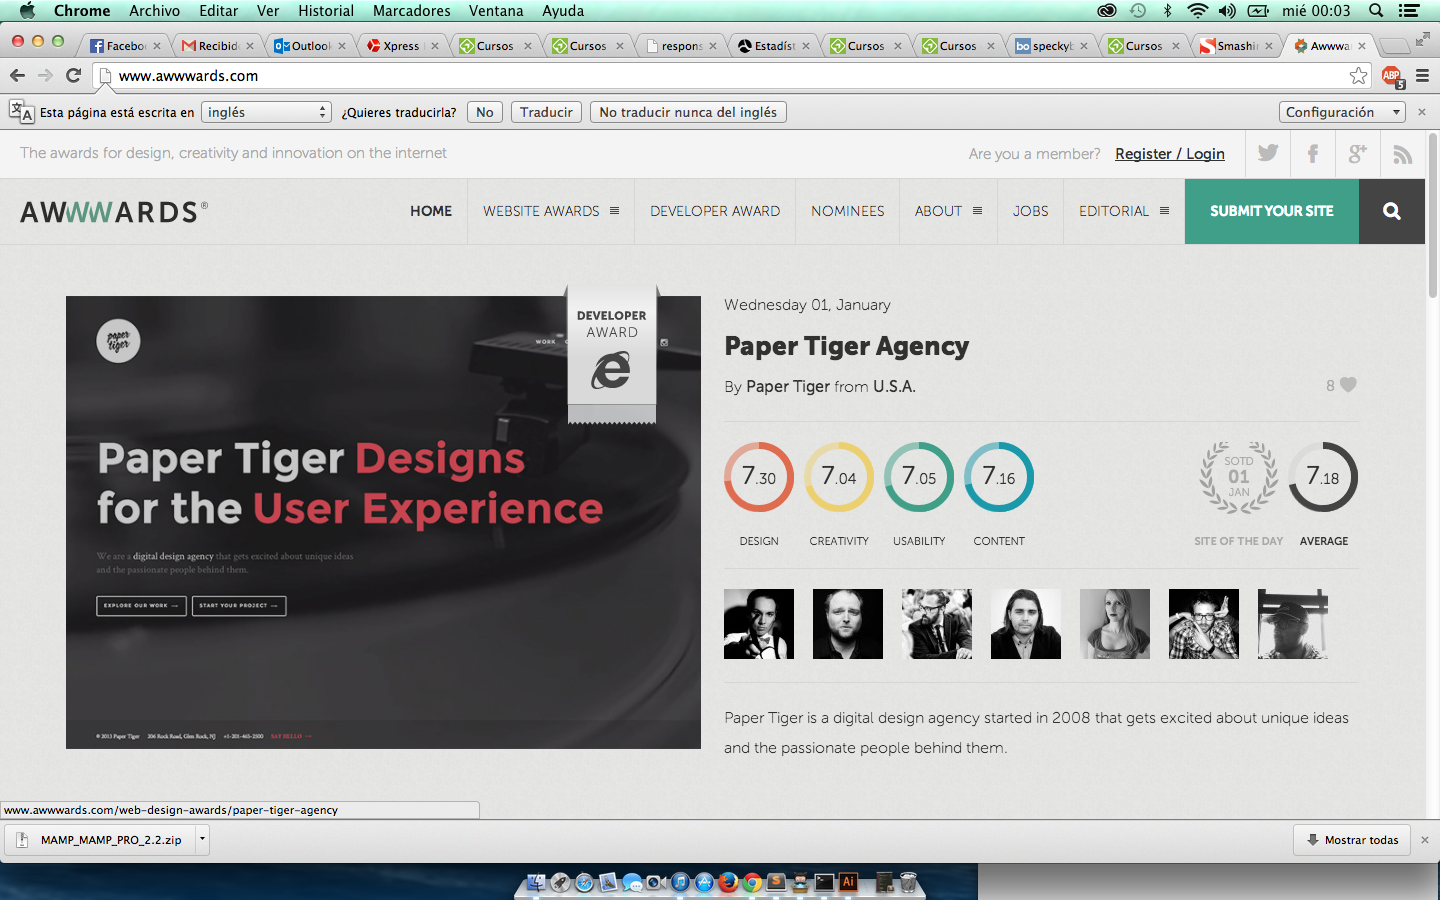 Chrome Archivo Editar Ver Historial Marcadores Ventana Ayuda mié 00:03
Facebo Recibid Outlook Xpress Cursos Cursos respons Estadíst Cursos Cursos speckyb Cursos Smashin Awwwa
www.awwwards.com ABP 5
Esta página está escrita en inglés ¿Quieres traducirla? No Traducir No traducir nunca del inglés Configuración
The awards for design, creativity and innovation on the internet Are you a member? Register / Login
AWWWARDS® HOME WEBSITE AWARDS DEVELOPER AWARD NOMINEES ABOUT JOBS EDITORIAL SUBMIT YOUR SITE
DEVELOPER
AWARD
paper
tiger
WORK
Paper Tiger Designs
for the User Experience
We are a digital design agency that gets excited about unique ideas
and the passionate people behind them.
EXPLORE OUR WORK → START YOUR PROJECT →
© 2013 Paper Tiger 206 Rock Road, Glen Rock, NJ +1-201-465-2500 SAY HELLO →
Wednesday 01, January
Paper Tiger Agency
By Paper Tiger from U.S.A. 8
7.30 7.04 7.05 7.16 SOTD 01 JAN 7.18
DESIGN CREATIVITY USABILITY CONTENT SITE OF THE DAY AVERAGE
Paper Tiger is a digital design agency started in 2008 that gets excited about unique ideas
and the passionate people behind them.
www.awwwards.com/web-design-awards/paper-tiger-agency
MAMP_MAMP_PRO_2.2.zip Mostrar todas
Ai